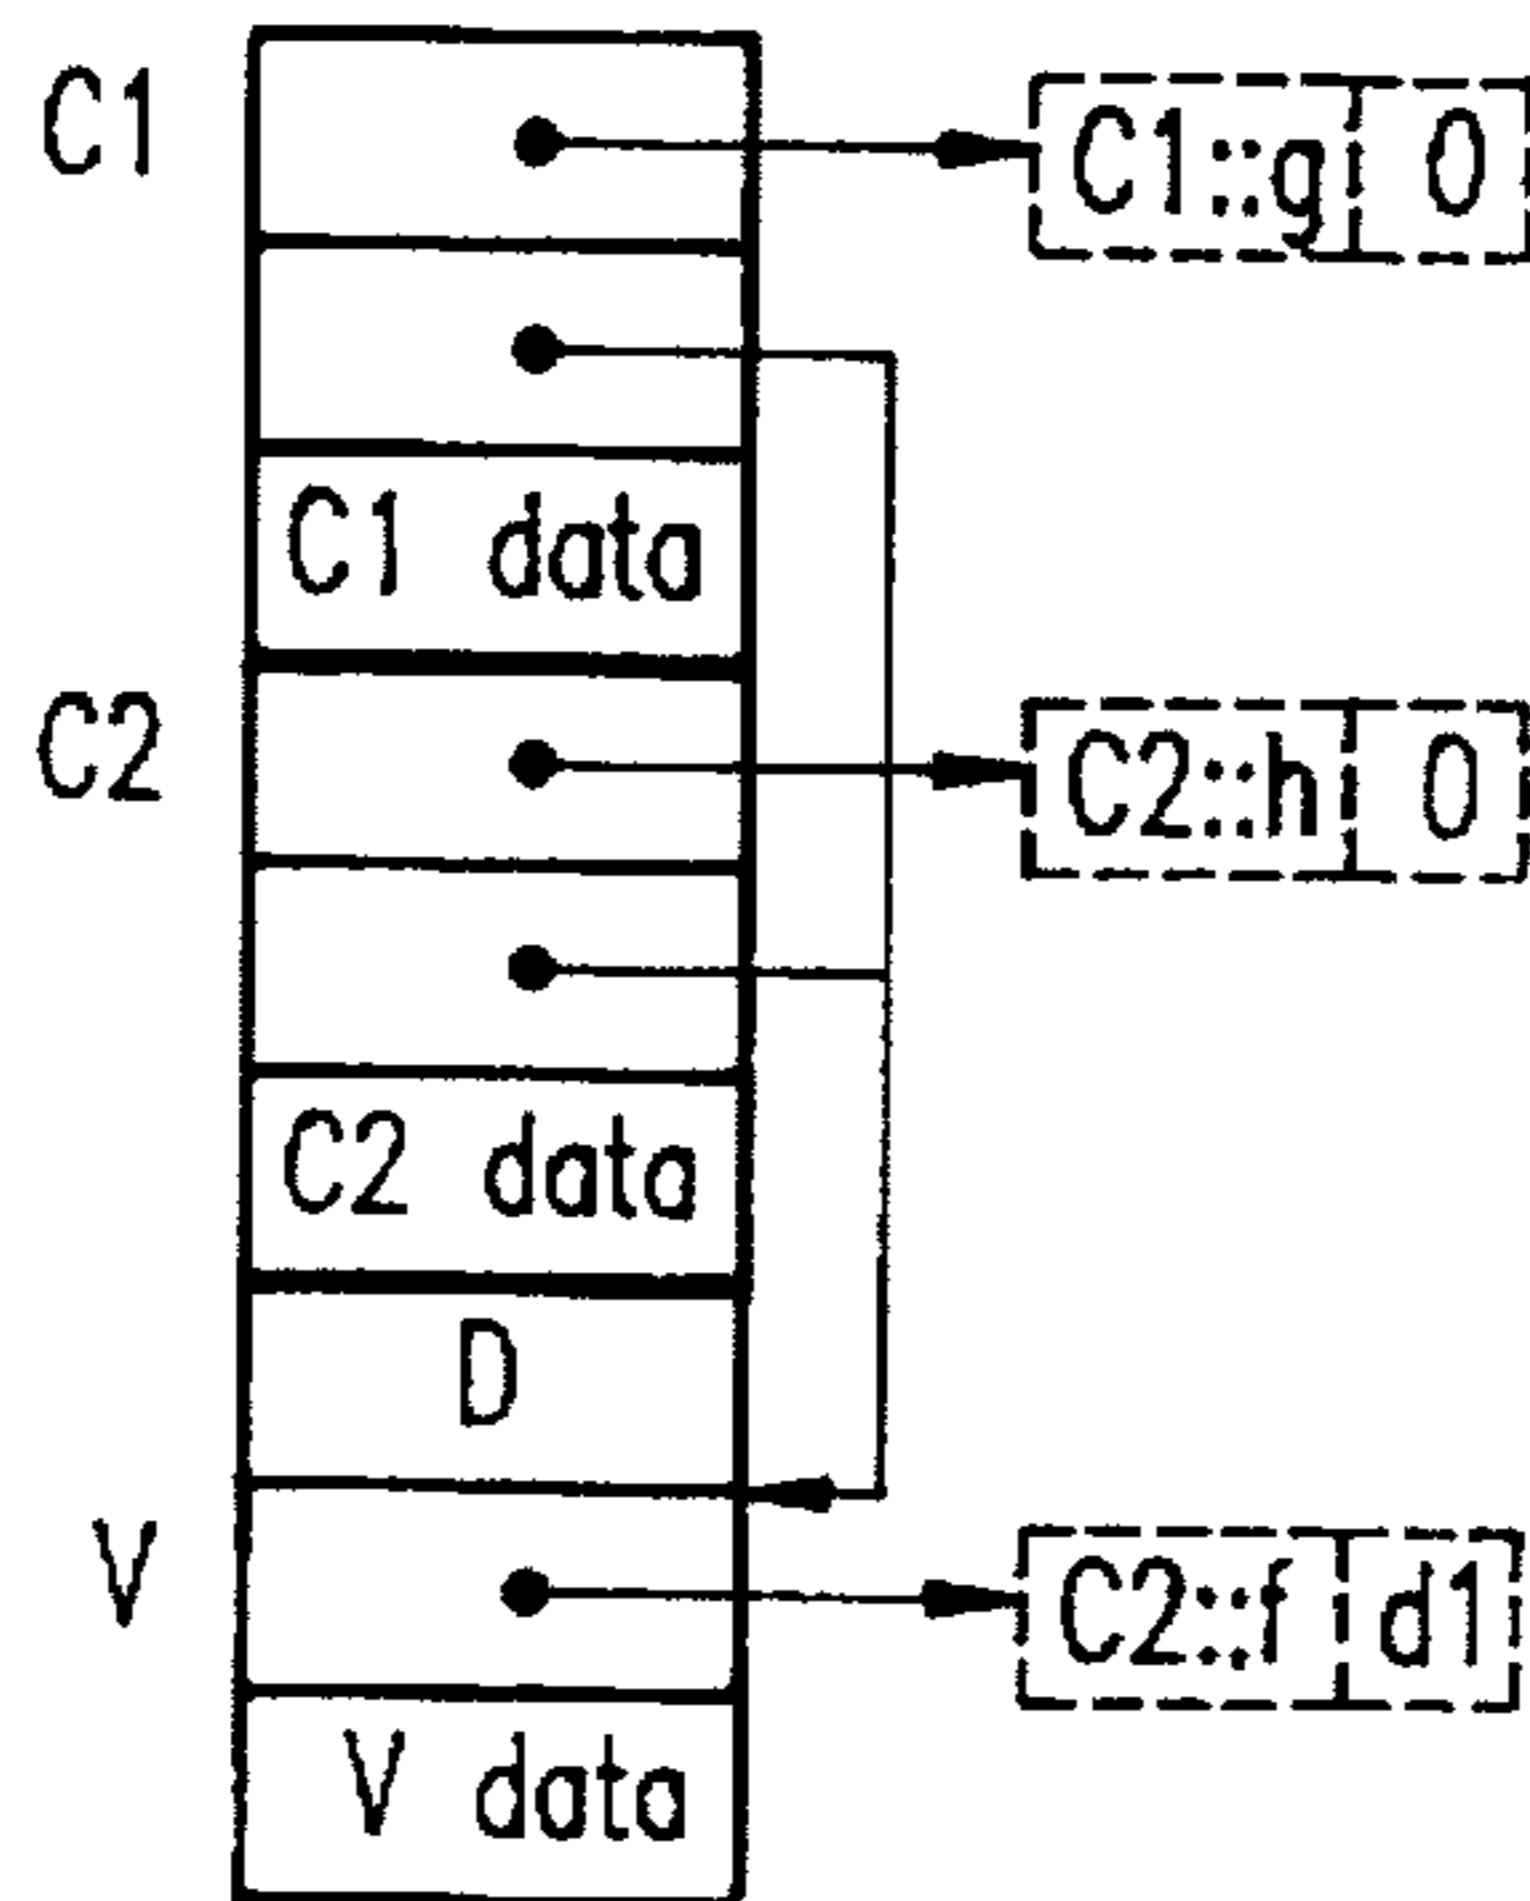 C1
C1::g 0
C1 data
C2
C2::h 0
C2 data
D
V
C2::f d1
V data